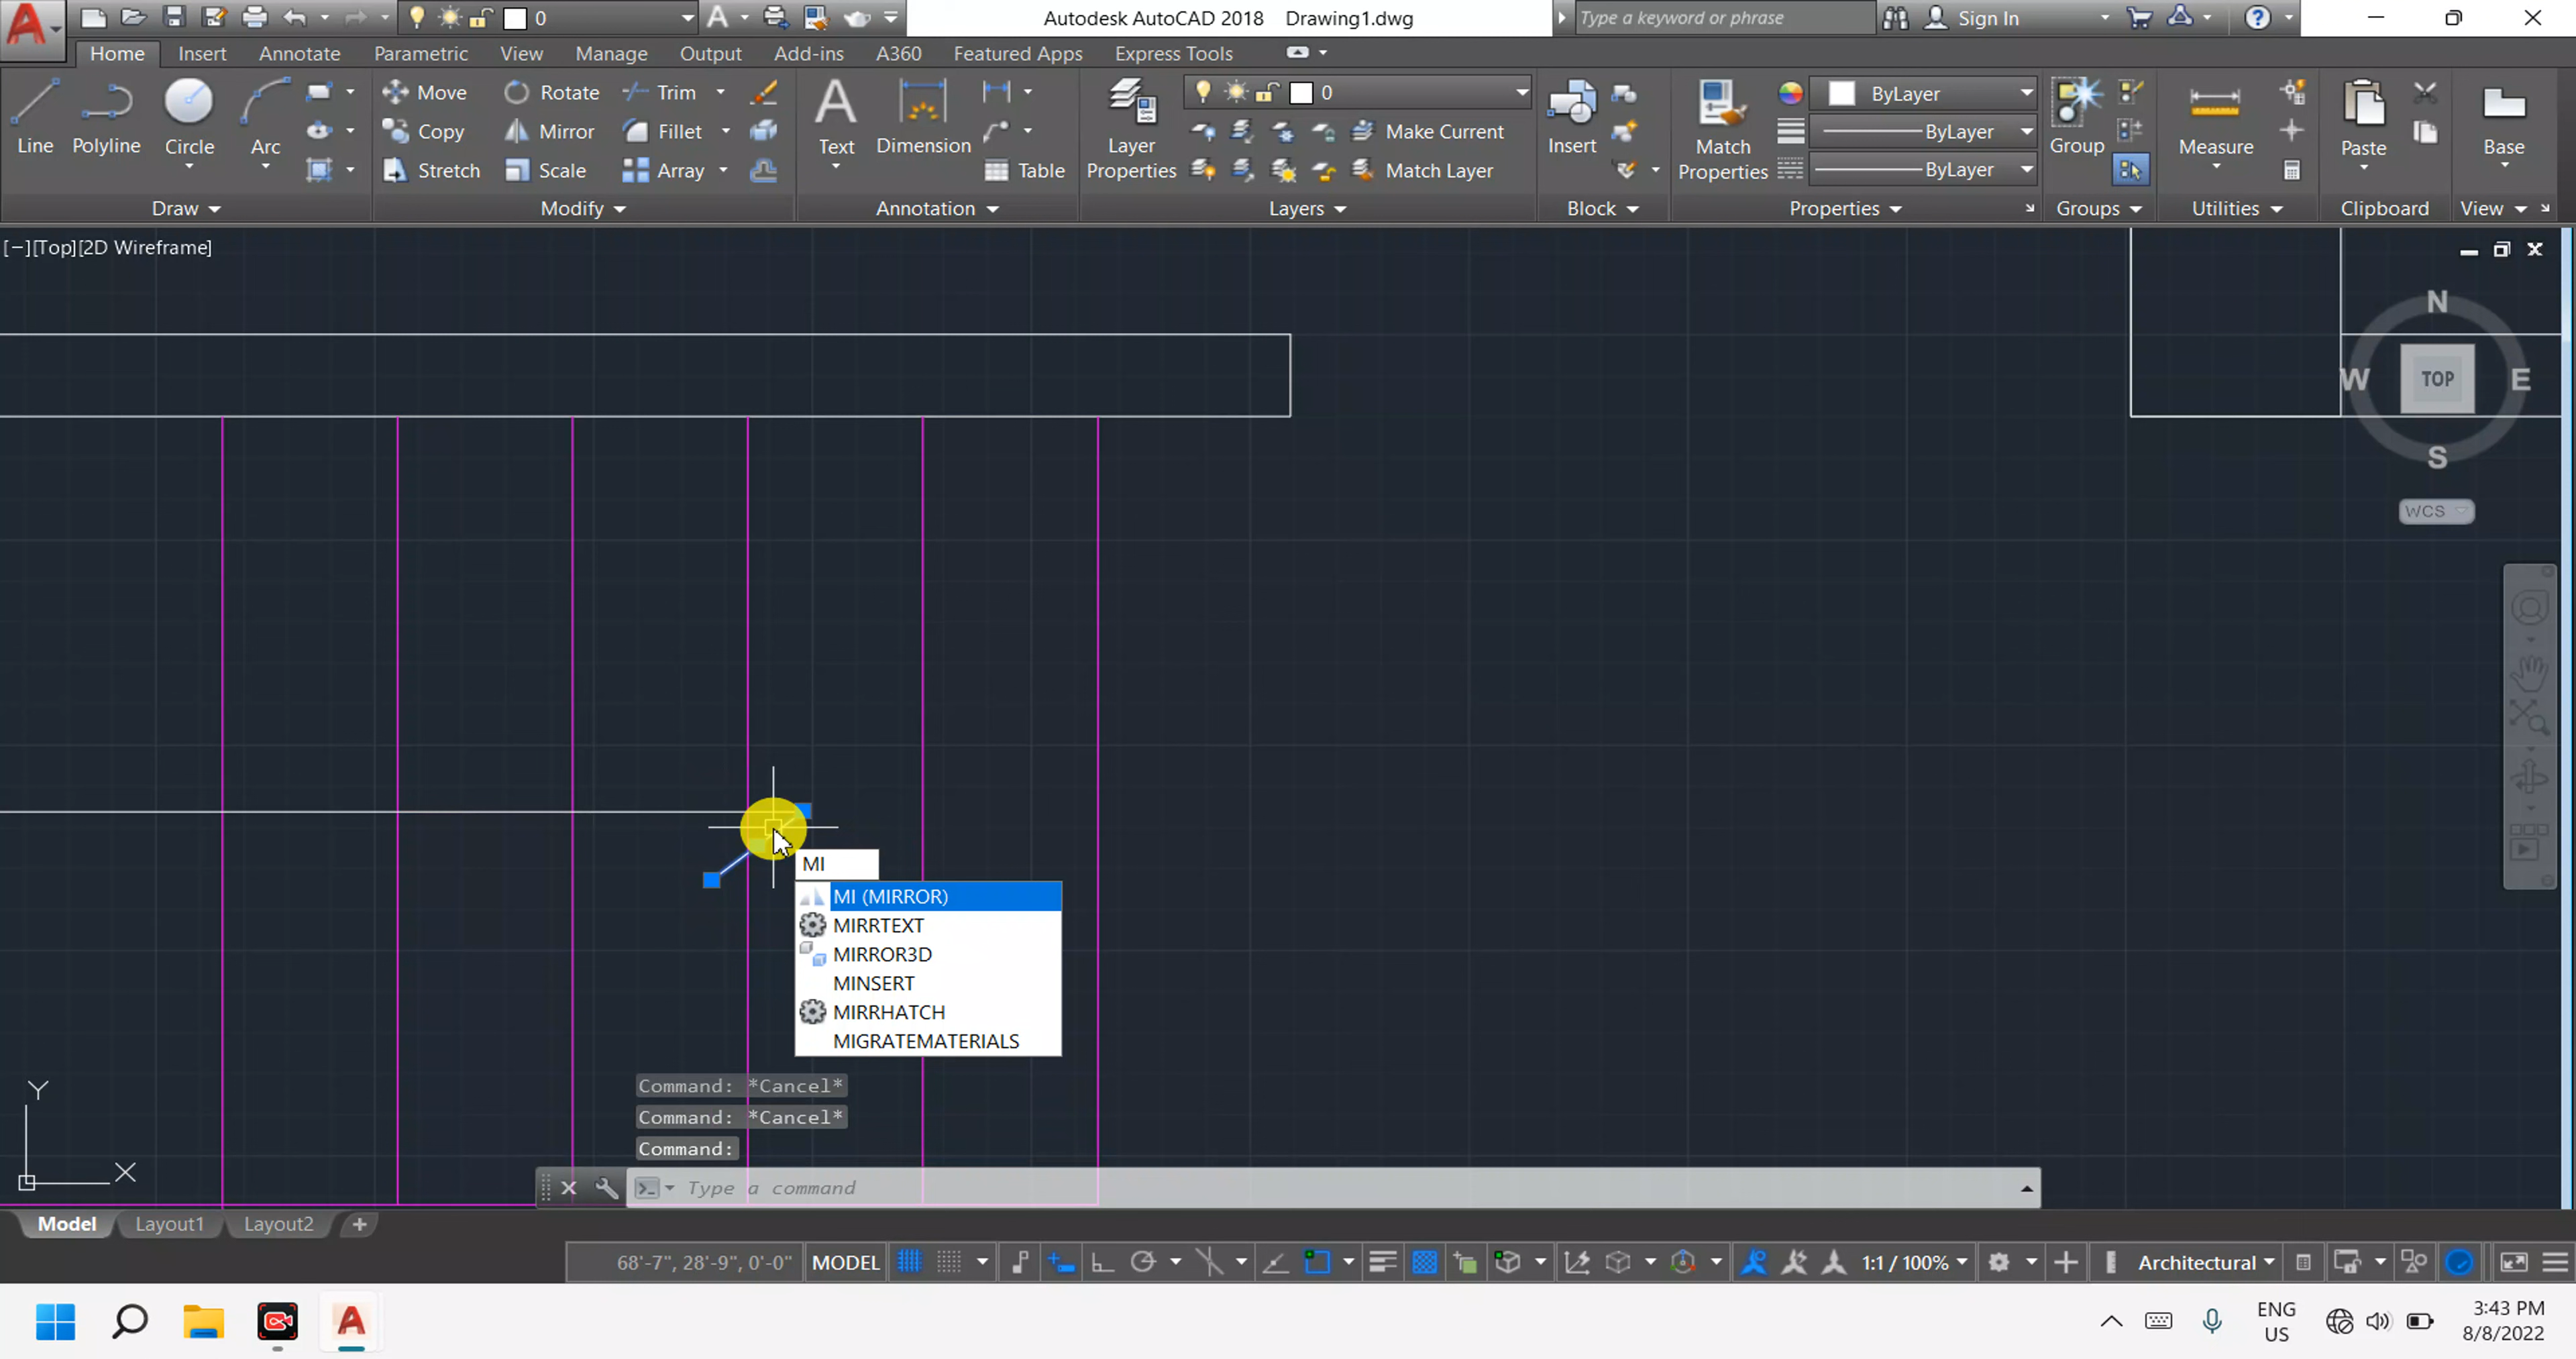 0
Autodesk AutoCAD 2018 Drawing1.dwg
Type a keyword or phrase
Sign In
Home Insert Annotate Parametric View Manage Output Add-ins A360 Featured Apps Express Tools
Line Polyline Circle Arc
Move Rotate Trim
Copy Mirror Fillet
Stretch Scale Array
Text Dimension
Table
Layer Properties
0
Make Current
Match Layer
Insert
Match Properties
ByLayer
ByLayer
ByLayer
Group
Measure
Paste
Base
Draw Modify Annotation Layers Block Properties Groups Utilities Clipboard View
[−][Top][2D Wireframe]
N
W TOP E
S
WCS
MI
MI (MIRROR)
MIRRTEXT
MIRROR3D
MINSERT
MIRRHATCH
MIGRATEMATERIALS
Command: *Cancel*
Command: *Cancel*
Command:
Y
X
Type a command
Model Layout1 Layout2 +
68'-7", 28'-9", 0'-0" MODEL 1:1 / 100% Architectural
ENG
US
3:43 PM
8/8/2022